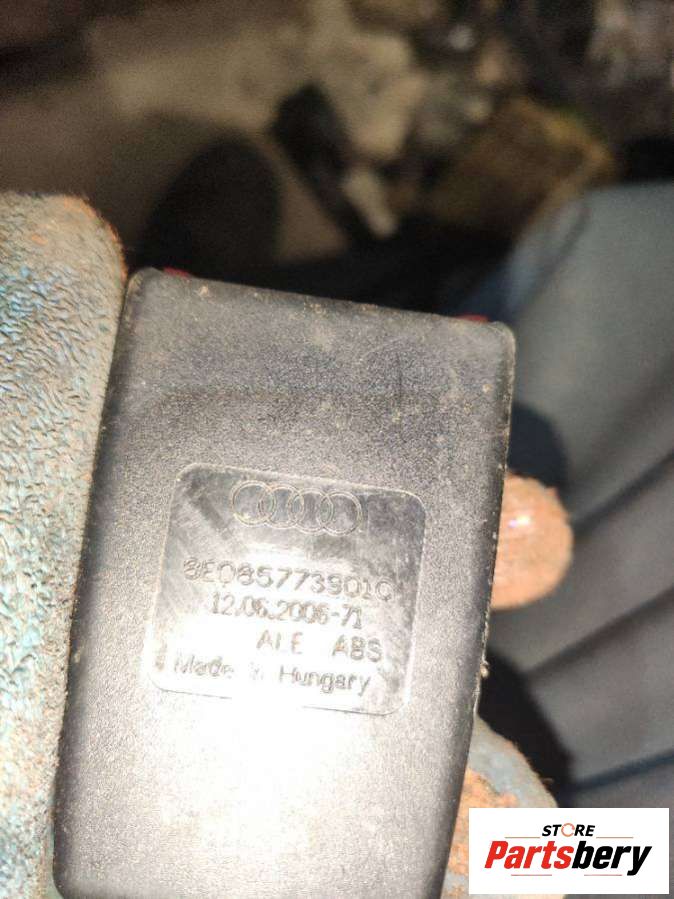 8E0857739010
12.06.2006-71
ALE ABS
Made in Hungary
STORE
Partsbery